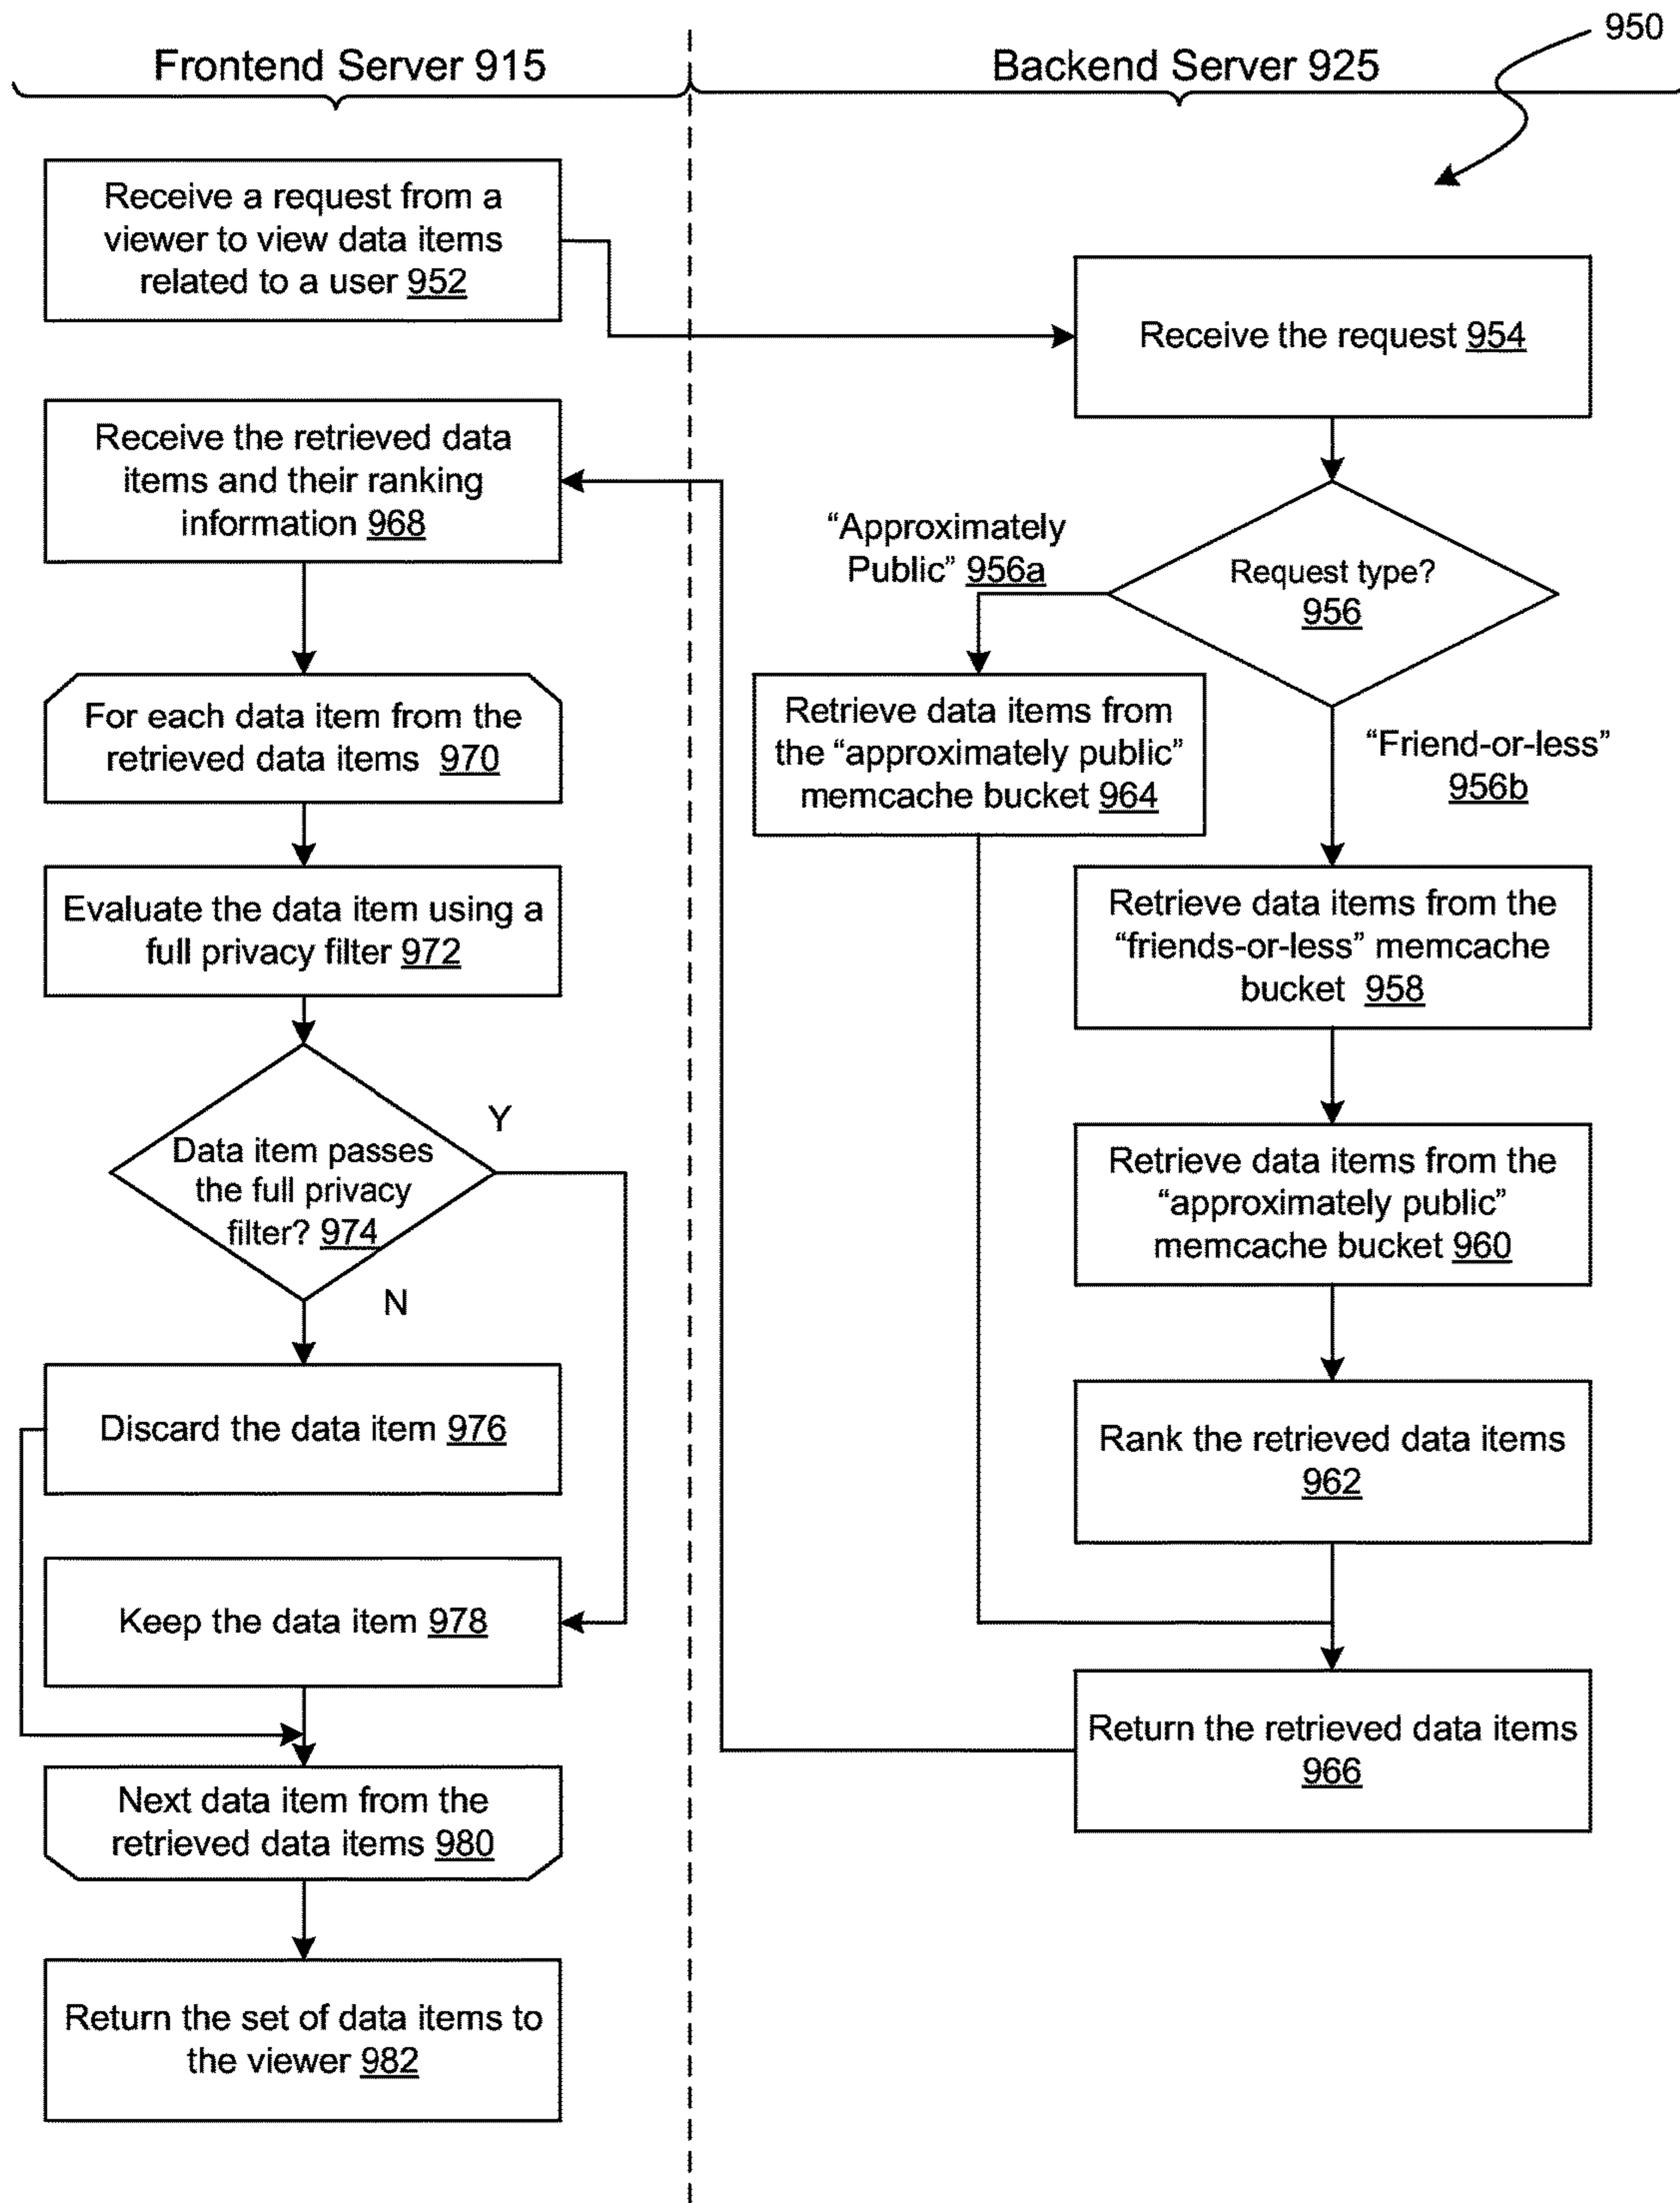 950
Frontend Server 915
Backend Server 925
Receive a request from a
viewer to view data items
related to a user 952
Receive the request 954
Receive the retrieved data
items and their ranking
information 968
“Approximately
Public” 956a
Request type?
956
For each data item from the
retrieved data items 970
Retrieve data items from
the “approximately public”
memcache bucket 964
“Friend-or-less”
956b
Evaluate the data item using a
full privacy filter 972
Retrieve data items from the
“friends-or-less” memcache
bucket 958
Y
Data item passes
the full privacy
filter? 974
N
Retrieve data items from the
“approximately public”
memcache bucket 960
Discard the data item 976
Rank the retrieved data items
962
Keep the data item 978
Return the retrieved data items
966
Next data item from the
retrieved data items 980
Return the set of data items to
the viewer 982